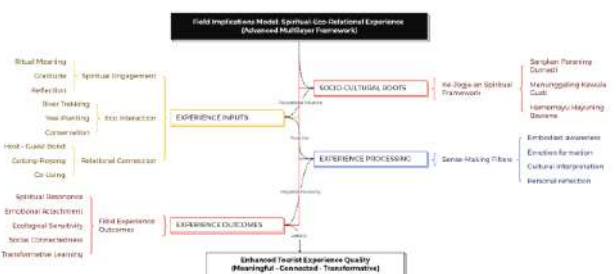 Field Implications Model: Spiritual-Eco-Relational Experience
(Advanced Multilayer Framework)
Ritual Meaning
Gratitude
Reflection
Spiritual Engagement
River Trekking
Tree Planting
Conservation
Eco Interaction
Host - Guest Bond
Gotong-Royong
Co-Living
Relational Connection
EXPERIENCE INPUTS
Spiritual Resonance
Emotional Attachment
Ecological Sensitivity
Social Connectedness
Transformative Learning
Field Experience
Outcomes
EXPERIENCE OUTCOMES
SOCIO-CULTURAL ROOTS
Ke-Jogja-an Spiritual
Framework
Sangkan Paraning
Dumadi
Manunggaling Kawula
Gusti
Hamemayu Hayuning
Bawana
EXPERIENCE PROCESSING
Sense-Making Filters
Embodied awareness
Emotion formation
Cultural interpretation
Personal reflection
Enhanced Tourist Experience Quality
(Meaningful - Connected - Transformative)